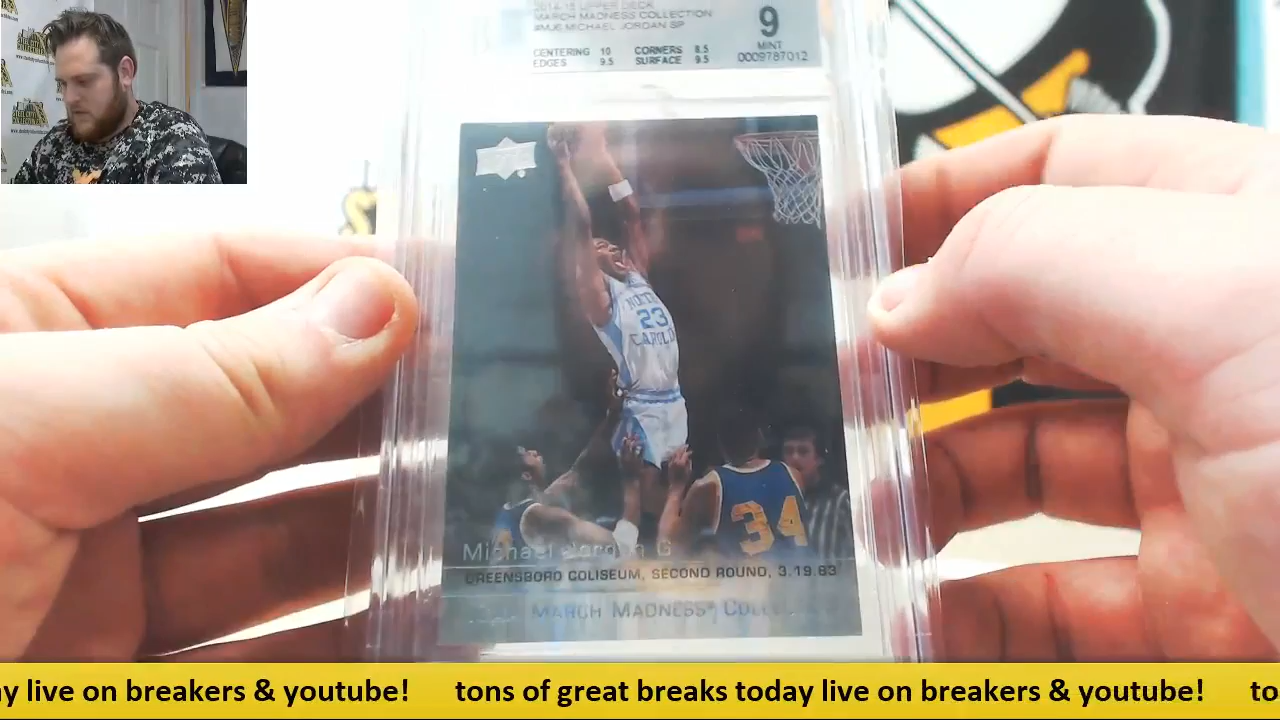 2014-15 UPPER DECK
MARCH MADNESS COLLECTION
#MJ6 MICHAEL JORDAN SP
CENTERING 10 CORNERS 8.5
EDGES 9.5 SURFACE 9.5
9
MINT
0009787012
NORTH
23
CAROLINA
34
Michael Jordan G
GREENSBORO COLISEUM, SECOND ROUND, 3.19.83
MARCH MADNESS COLLECTION
ay live on breakers & youtube! tons of great breaks today live on breakers & youtube! to